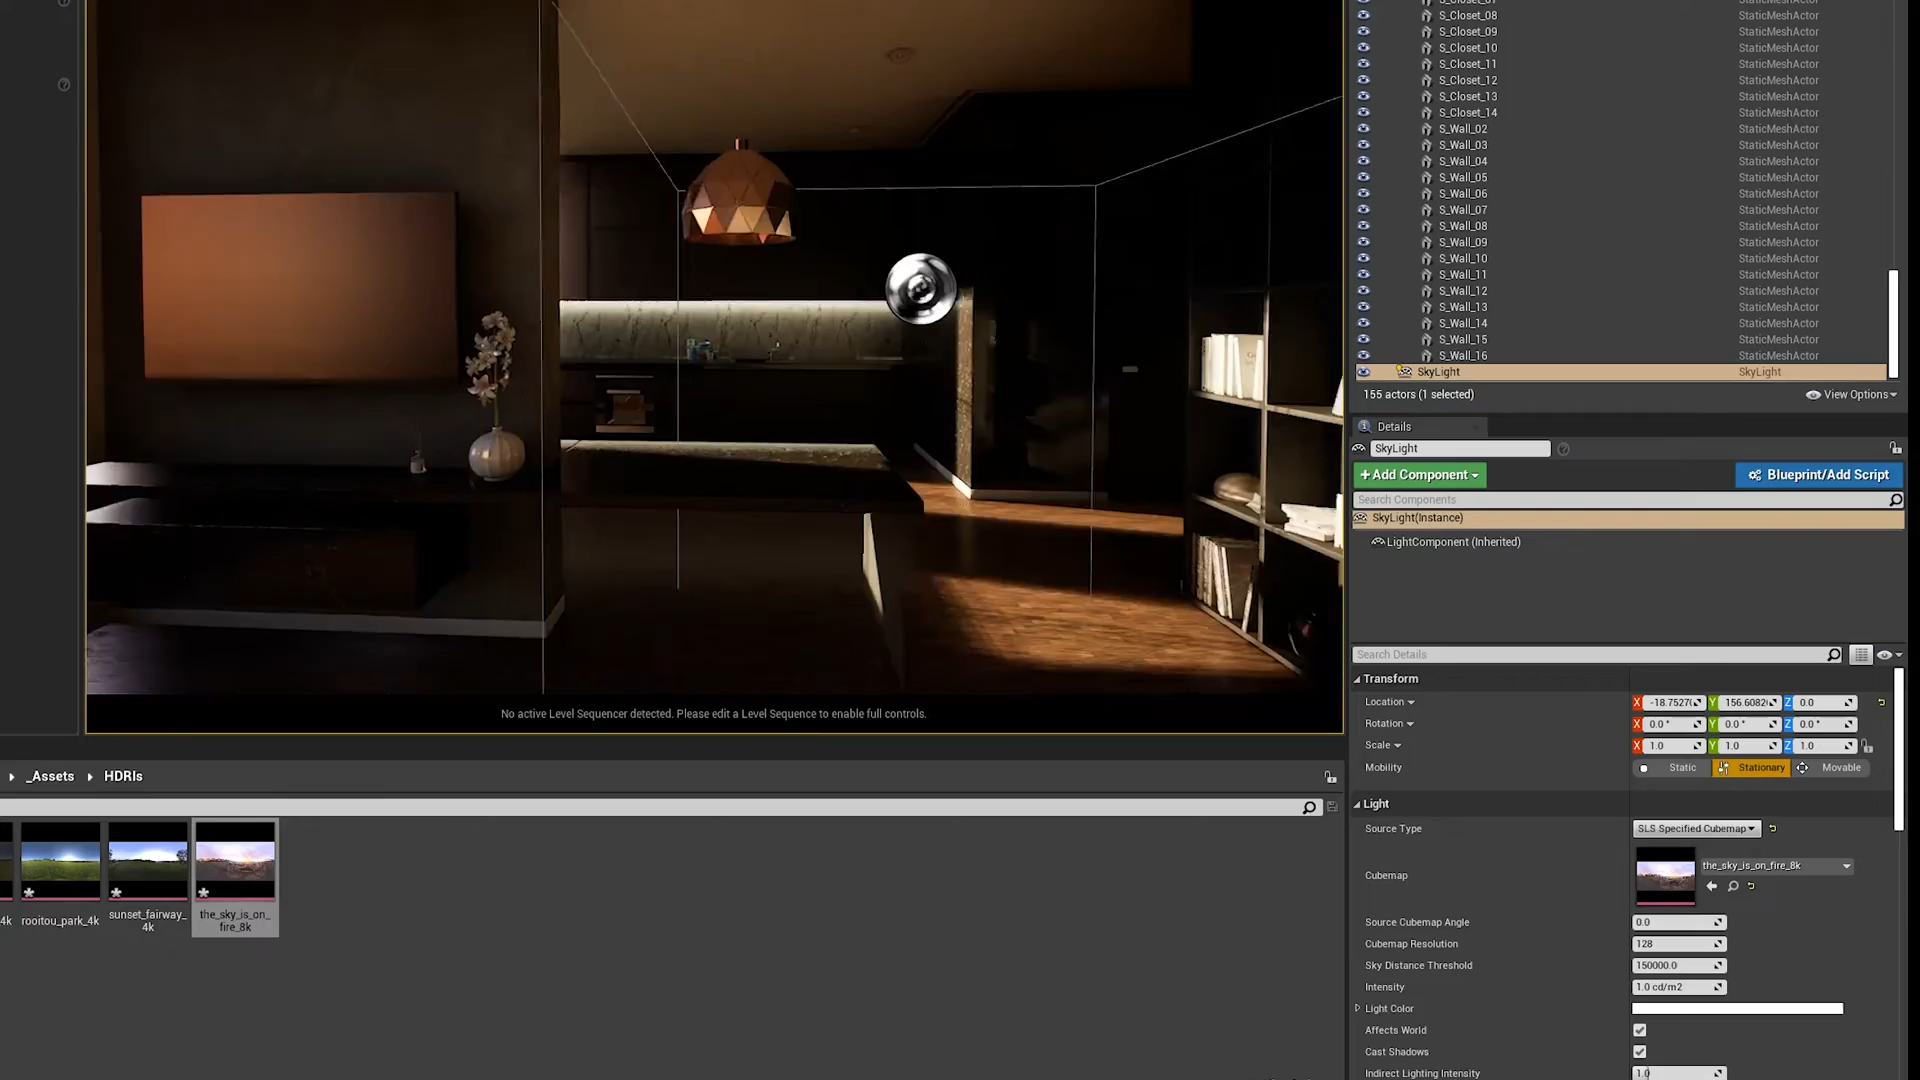 S_Closet_08 StaticMeshActor
S_Closet_09 StaticMeshActor
S_Closet_10 StaticMeshActor
S_Closet_11 StaticMeshActor
S_Closet_12 StaticMeshActor
S_Closet_13 StaticMeshActor
S_Closet_14 StaticMeshActor
S_Wall_02 StaticMeshActor
S_Wall_03 StaticMeshActor
S_Wall_04 StaticMeshActor
S_Wall_05 StaticMeshActor
S_Wall_06 StaticMeshActor
S_Wall_07 StaticMeshActor
S_Wall_08 StaticMeshActor
S_Wall_09 StaticMeshActor
S_Wall_10 StaticMeshActor
S_Wall_11 StaticMeshActor
S_Wall_12 StaticMeshActor
S_Wall_13 StaticMeshActor
S_Wall_14 StaticMeshActor
S_Wall_15 StaticMeshActor
S_Wall_16 StaticMeshActor
SkyLight SkyLight
155 actors (1 selected) View Options
Details
SkyLight
+Add Component Blueprint/Add Script
Search Components
SkyLight(Instance)
LightComponent (Inherited)
Search Details
Transform
Location X Y Z 0.0
Rotation X 0.0 ° Y 0.0 ° Z 0.0 °
Scale X 1.0 Y 1.0 Z 1.0
Mobility Static Stationary Movable
Light
Source Type SLS Specified Cubemap
Cubemap the_sky_is_on_fire_8k
Source Cubemap Angle 0.0
Cubemap Resolution 128
Sky Distance Threshold 150000.0
Intensity 1.0 cd/m2
Light Color
Affects World
Cast Shadows
Indirect Lighting Intensity 1.0
No active Level Sequencer detected. Please edit a Level Sequence to enable full controls.
_Assets HDRIs
4k
rooitou_park_4k
sunset_fairway_
4k
the_sky_is_on_
fire_8k